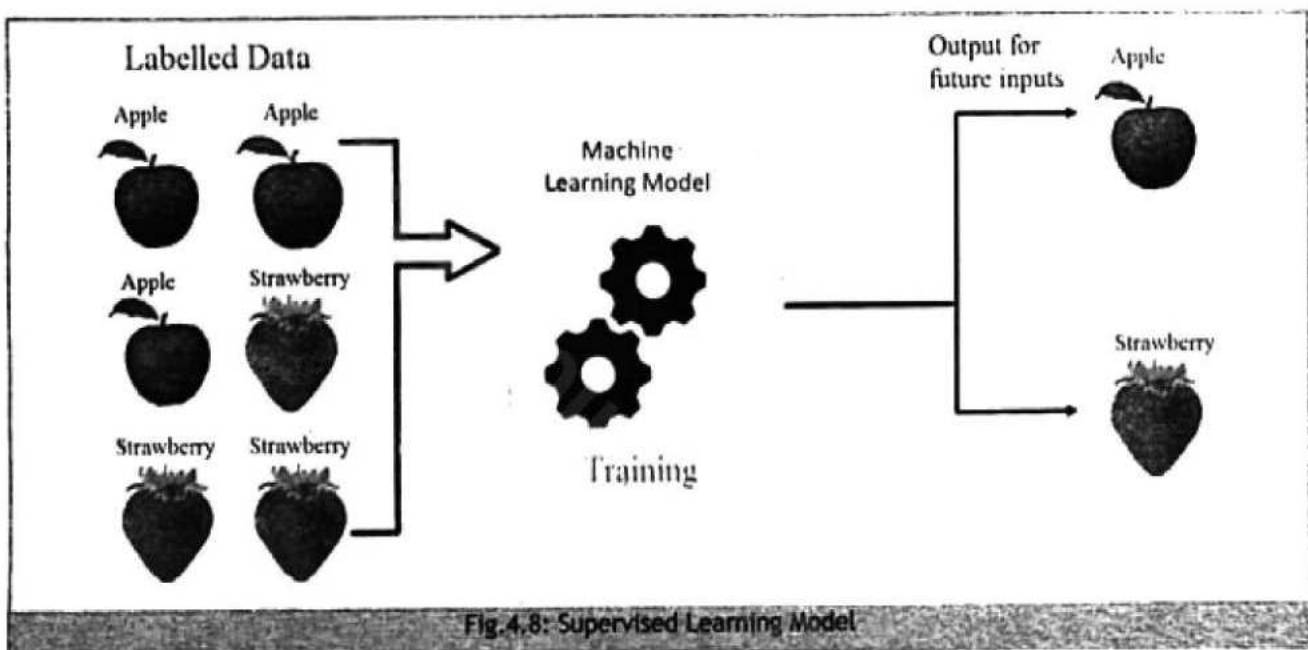 Labelled Data
Apple
Apple
Apple
Strawberry
Strawberry
Strawberry
Machine
Learning Model
Training
Output for
future inputs
Apple
Strawberry
Fig.4.8: Supervised Learning Model